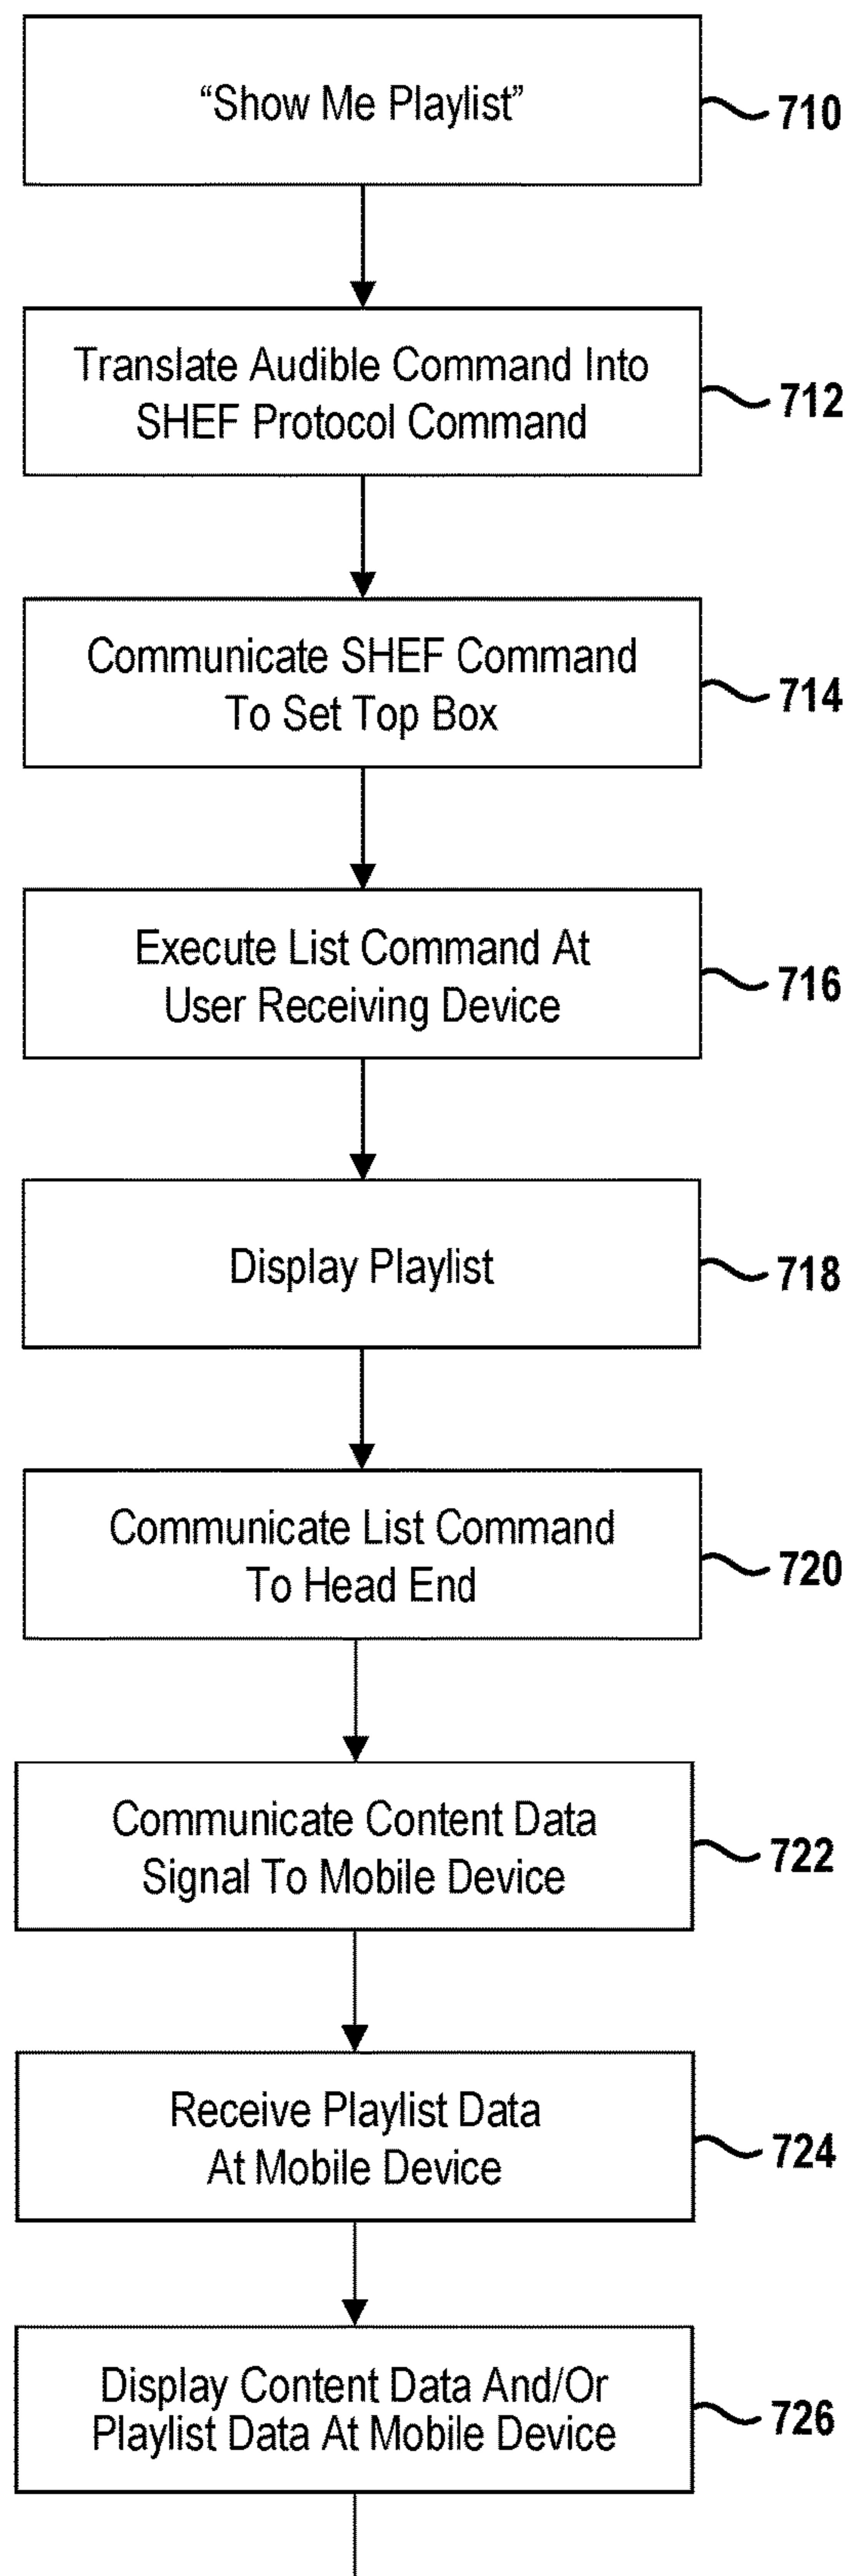 “Show Me Playlist”
710
Translate Audible Command Into
SHEF Protocol Command
712
Communicate SHEF Command
To Set Top Box
714
Execute List Command At
User Receiving Device
716
Display Playlist
718
Communicate List Command
To Head End
720
Communicate Content Data
Signal To Mobile Device
722
Receive Playlist Data
At Mobile Device
724
Display Content Data And/Or
Playlist Data At Mobile Device
726